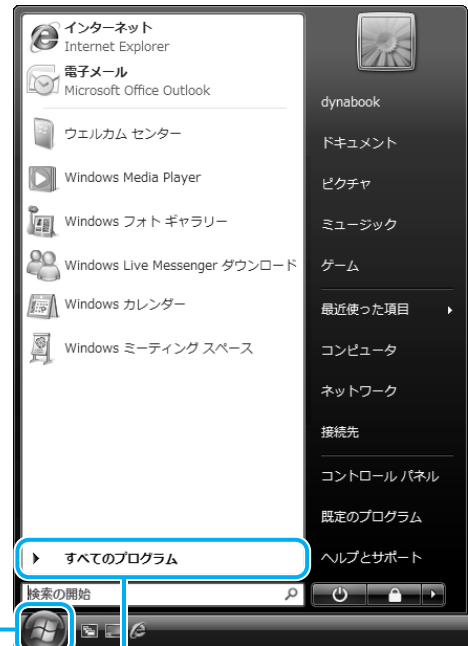 インターネット
Internet Explorer
電子メール
Microsoft Office Outlook
ウェルカム センター
Windows Media Player
Windows フォト ギャラリー
Windows Live Messenger ダウンロード
Windows カレンダー
Windows ミーティング スペース
すべてのプログラム
検索の開始
dynabook
ドキュメント
ピクチャ
ミュージック
ゲーム
最近使った項目
コンピュータ
ネットワーク
接続先
コントロール パネル
既定のプログラム
ヘルプとサポート